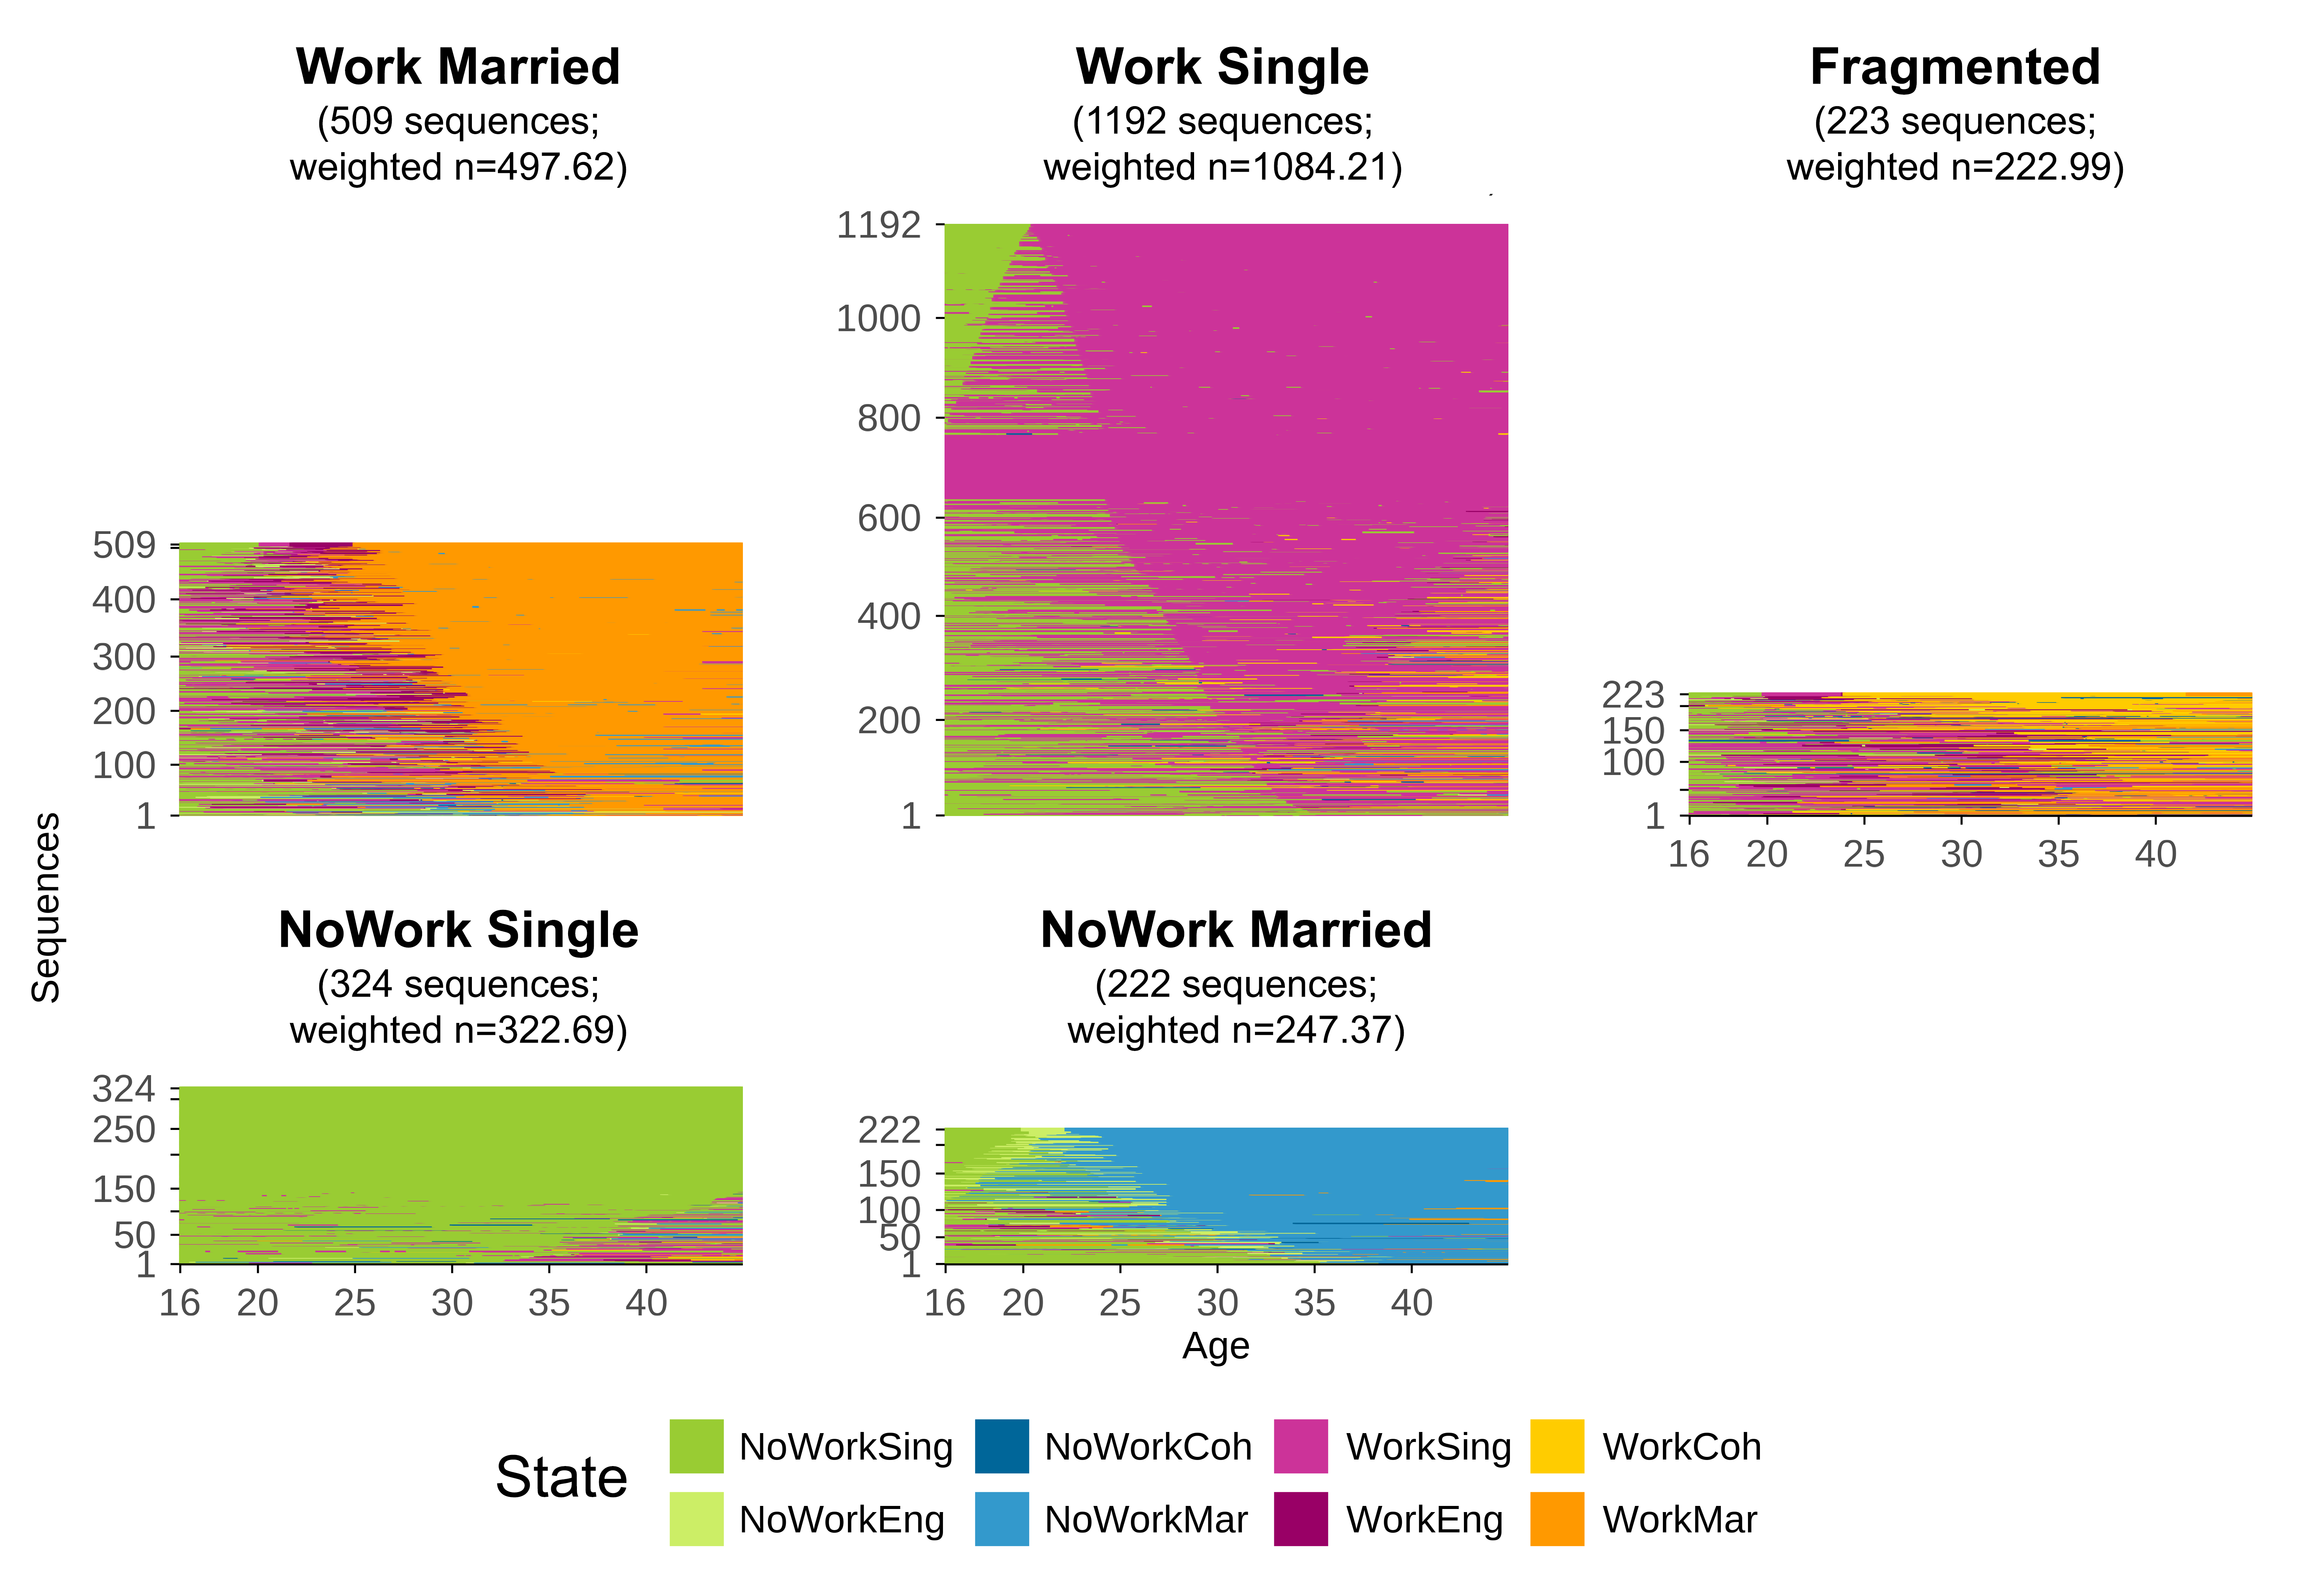 Work Married
(509 sequences;
weighted n=497.62)
Work Single
(1192 sequences;
weighted n=1084.21)
Fragmented
(223 sequences;
weighted n=222.99)
509
400
300
200
100
1
1192
1000
800
600
400
200
1
223
150
100
1
16 20 25 30 35 40
Sequences
NoWork Single
(324 sequences;
weighted n=322.69)
NoWork Married
(222 sequences;
weighted n=247.37)
324
250
150
50
1
16 20 25 30 35 40
222
150
100
50
1
16 20 25 30 35 40
Age
State
NoWorkSing NoWorkCoh WorkSing WorkCoh
NoWorkEng NoWorkMar WorkEng WorkMar